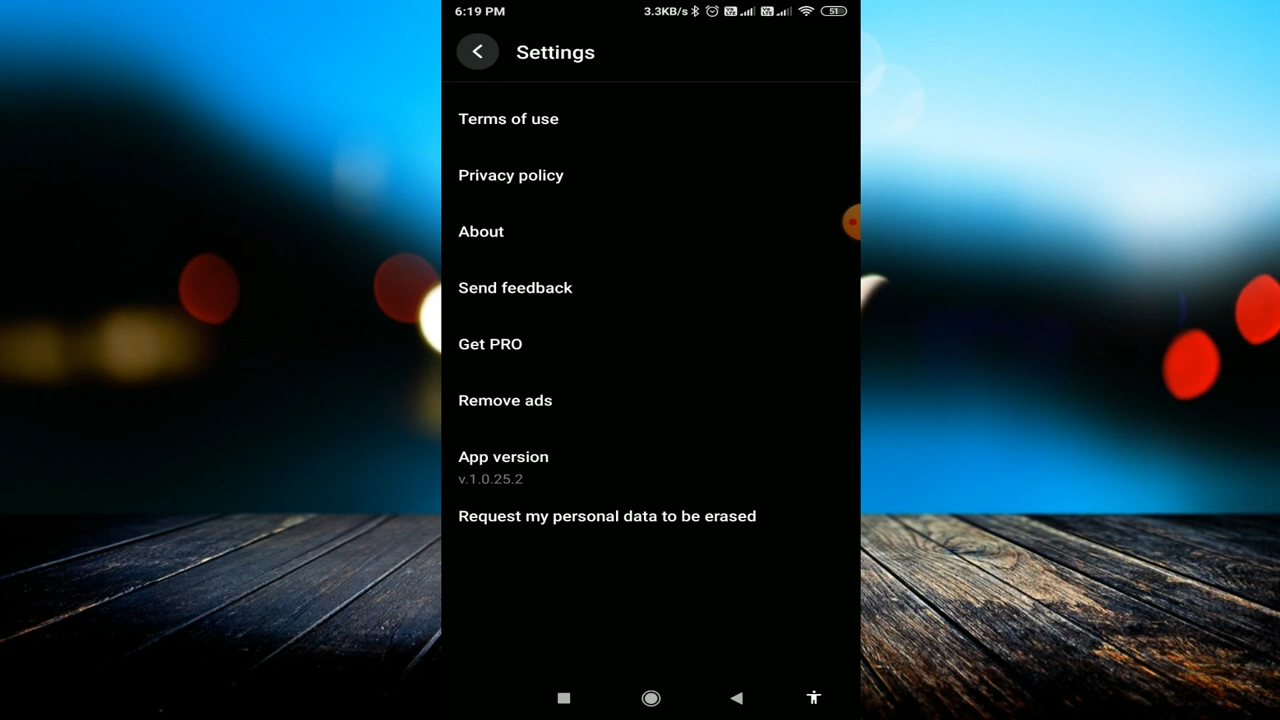 6:19 PM 3.3KB/s 51
Settings
Terms of use
Privacy policy
About
Send feedback
Get PRO
Remove ads
App version
v.1.0.25.2
Request my personal data to be erased